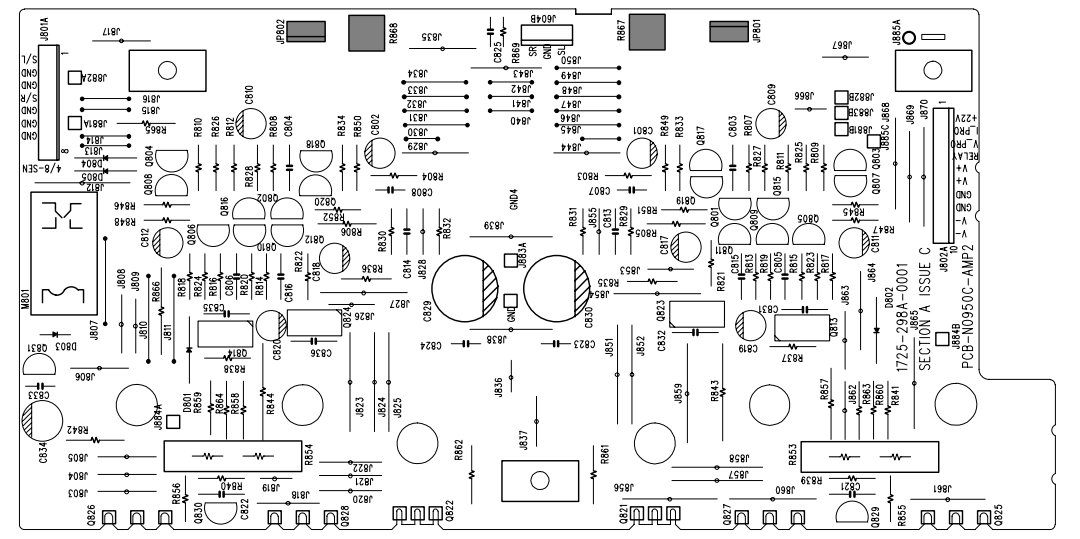 J801A
J817
JP802
R868
J835
C825
R869
J604B
SR
GND
SL
R867
JP801
J867
J885A
1
S/L
GND
GND
S/R
GND
GND
8
4/8-SEN
J882A
J881A
J816
J815
R865
J814
J813
D804
D805
J812
C810
R810
R826
R812
R808
C804
R828
Q804
Q808
Q818
Q820
R834
R850
C802
J834
J833
J832
J831
J830
J829
J843
J842
J841
J840
J850
J849
J848
J847
J846
J845
J844
C801
R849
R833
Q817
C803
R807
R827
R811
R825
R809
C809
J866
J882B
J883B
J881B
J885C
J868
J869
J870
1
+22V
I_PRO
V_PRO
RELAY
V+
V+
GND
GND
V-
V-
10
J802A
Q803
Q807
Q815
R804
C808
R803
C807
GND4
R846
R848
C812
Q806
Q816
Q802
Q810
Q812
R852
R806
R830
C814
J828
R832
J839
J883A
R831
J855
C813
R829
R851
R805
Q819
C817
Q801
Q809
Q805
Q811
R845
R847
C811
M801
J807
J808
J809
J810
R866
J811
R818
R824
R816
C806
R820
R814
C816
R822
C818
R836
J827
J826
C829
GND
C830
J853
R835
J854
R821
C815
R813
R819
C805
R815
R823
R817
J863
J864
D802
J865
1725-298A-0001
SECTION A ISSUE C
PCB-N0950C-AMP2
J884B
D803
Q831
C833
C834
J806
C835
Q814
R838
C820
Q824
C836
C824
J838
C823
J836
J837
J851
J852
Q823
C832
J859
R843
C819
C831
Q813
R837
R857
J862
R863
R860
R841
D801
R859
R864
R858
R844
J884A
J823
J824
J825
R842
J805
J804
J803
R854
R856
R840
J819
Q830
C822
J818
J822
J821
J820
R862
R861
J858
J857
J856
R853
R839
C821
J860
J861
Q829
R855
Q826
Q828
Q822
Q821
Q827
Q825